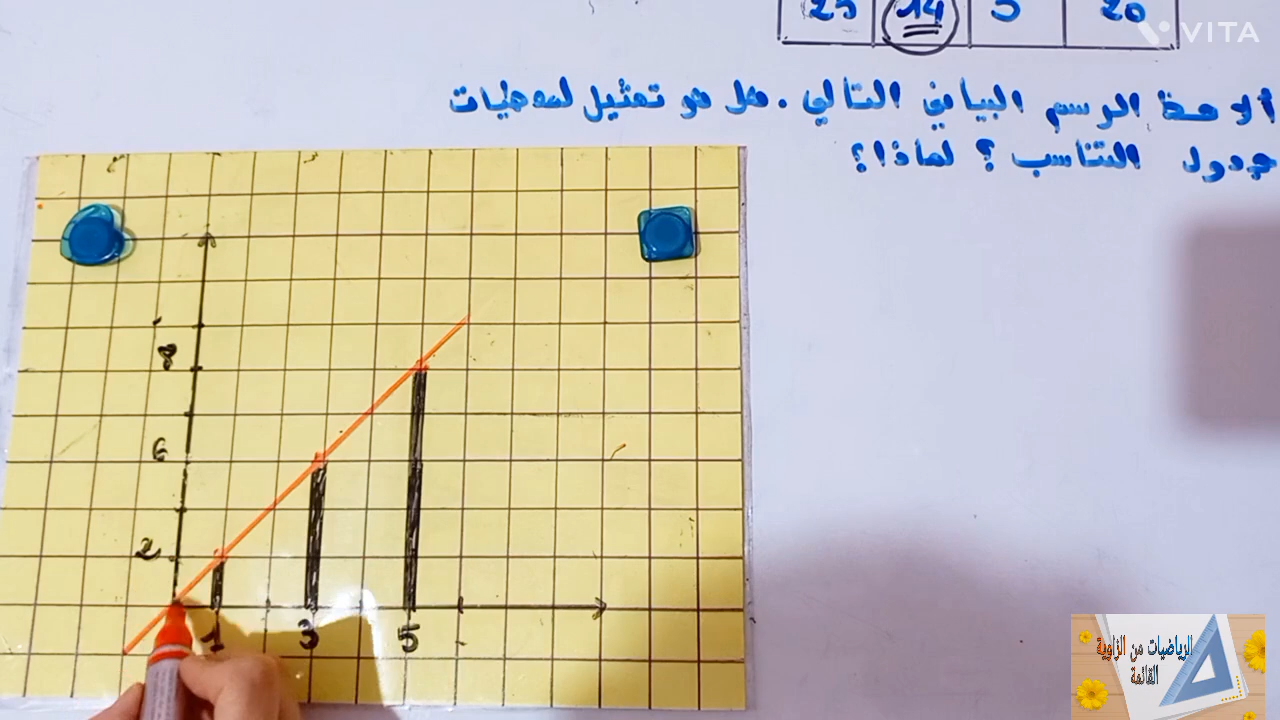 25 14 5 20
VITA
ألاحظ الرسم البياني التالي . هل هو تمثيل لمعطيات
جدول التناسب ؟ لماذا؟
8
6
2
1 3 5
الرياضيات من الزاوية
القائمة